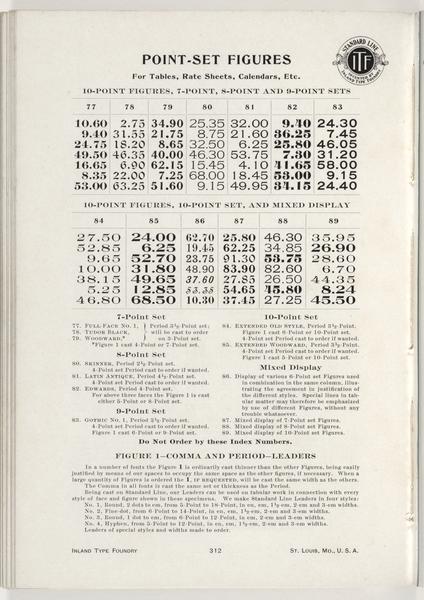 POINT-SET FIGURES
STANDARD LINE
ITF
INLAND TYPE FOUNDRY
For Tables, Rate Sheets, Calendars, Etc.
10-POINT FIGURES, 7-POINT, 8-POINT AND 9-POINT SETS
77 78 79 80 81 82 83
10.60 2.75 34.90 25.35 32.00 9.40 24.30
9.40 31.55 21.75 8.75 21.60 36.25 7.45
24.75 18.20 8.65 32.50 6.25 25.80 46.05
49.50 46.35 40.00 46.30 53.75 7.30 31.20
16.65 6.90 62.15 15.45 4.10 41.65 58.00
8.35 22.00 7.25 68.00 18.45 53.00 9.15
53.00 63.25 51.60 9.15 49.95 34.15 24.40
10-POINT FIGURES, 10-POINT SET, AND MIXED DISPLAY
84 85 86 87 88 89
27.50 24.00 62.70 25.80 46.30 35.95
52.85 6.25 19.45 62.25 34.85 26.90
9.65 52.70 23.75 91.30 53.75 28.60
10.00 31.80 48.90 83.90 82.60 6.70
38.15 49.65 37.60 27.85 26.50 44.35
5.25 12.85 53.35 54.65 45.80 8.24
46.80 68.50 10.30 37.45 27.25 45.50
7-Point Set
77. FULL-FACE NO. 1, } Period 3½-Point set;
78. TUDOR BLACK, } will be cast to order
79. WOODWARD,* } on 3-Point set.
*Figure 1 cast 4-Point or 7-Point set.
8-Point Set
80. SKINNER, Period 2½-Point set.
4-Point set Period cast to order if wanted.
81. LATIN ANTIQUE, Period 4½-Point set.
4-Point set Period cast to order if wanted.
82. EDWARDS, Period 4-Point set.
For above three faces the Figure 1 is cast
either 5-Point or 8-Point set.
9-Point Set
83. GOTHIC NO. 1, Period 3½-Point set.
4-Point set Period cast to order if wanted.
Figure 1 cast 6-Point or 9-Point set.
10-Point Set
84. EXTENDED OLD STYLE, Period 3½-Point.
Figure 1 cast 6-Point or 10-Point set.
4-Point set Period cast to order if wanted.
85. EXTENDED WOODWARD, Period 3½-Point.
4-Point set Period cast to order if wanted.
Figure 1 cast 5-Point or 10-Point set.
Mixed Display
86. Display of various 6-Point set Figures used
in combination in the same column, illus-
trating the agreement in justification of
the different styles. Special lines in tab-
ular matter may therefore be emphasized
by use of different Figures, without any
trouble whatsoever.
87. Mixed display of 7-Point set Figures.
88. Mixed display of 8-Point set Figures.
89. Mixed display of 10-Point set Figures.
Do Not Order by these Index Numbers.
FIGURE 1—COMMA AND PERIOD—LEADERS
In a number of fonts the Figure 1 is ordinarily cast thinner than the other Figures, being easily
justified by means of our spaces to occupy the same space as the other figures, if necessary. When a
large quantity of Figures is ordered the 1, IF REQUESTED, will be cast the same width as the others.
The Comma in all fonts is cast the same set or thickness as the Period.
Being cast on Standard Line, our Leaders can be used on tabular work in connection with every
style of face and figure shown in these specimens. We make Standard Line Leaders in four styles:
No. 1, Round, 2 dots to em, from 5-Point to 18-Point, in en, em, 1½-em, 2-em and 3-em widths.
No. 2, Fine-dot, from 6-Point to 14-Point, in en, em, 1½-em, 2-em and 3-em widths.
No. 3, Round, 1 dot to em, from 6-Point to 12-Point, in em, 2-em and 3-em widths.
No. 4, Hyphen, from 5-Point to 12-Point, in en, em, 1½-em, 2-em and 3-em widths.
Leaders of special styles and widths made to order.
INLAND TYPE FOUNDRY 312 ST. LOUIS, MO., U. S. A.